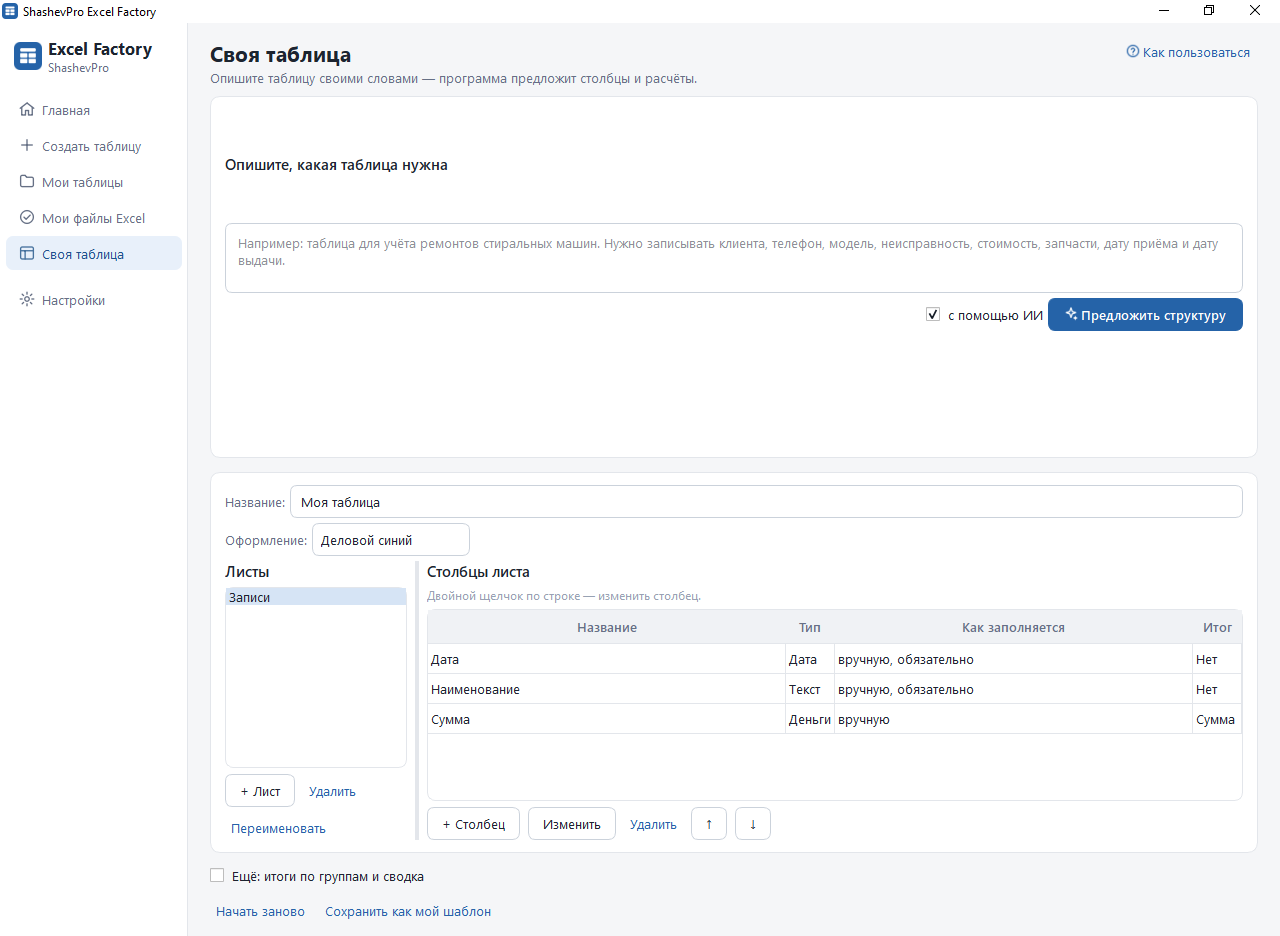 ShashevPro Excel Factory
Excel Factory
ShashevPro
Главная
Создать таблицу
Мои таблицы
Мои файлы Excel
Своя таблица
Настройки
Своя таблица
Как пользоваться
Опишите таблицу своими словами — программа предложит столбцы и расчёты.
Опишите, какая таблица нужна
Например: таблица для учёта ремонтов стиральных машин. Нужно записывать клиента, телефон, модель, неисправность, стоимость, запчасти, дату приёма и дату
выдачи.
с помощью ИИ
Предложить структуру
Название: Моя таблица
Оформление: Деловой синий
Листы
Записи
+ Лист
Удалить
Переименовать
Столбцы листа
Двойной щелчок по строке — изменить столбец.
Название Тип Как заполняется Итог
Дата Дата вручную, обязательно Нет
Наименование Текст вручную, обязательно Нет
Сумма Деньги вручную Сумма
+ Столбец Изменить Удалить ↑ ↓
Ещё: итоги по группам и сводка
Начать заново Сохранить как мой шаблон